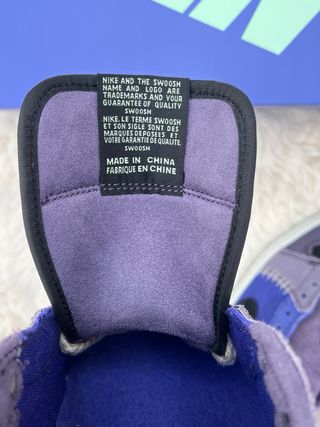 NIKE AND THE SWOOSH
NAME AND LOGO ARE
TRADEMARKS AND YOUR
GUARANTEE OF QUALITY
SWOOSH
NIKE, LE TERME SWOOSH
ET SON SIGLE SONT DES
MARQUES DEPOSEES ET
VOTRE GARANTIE DE QUALITE.
SWOOSH
MADE IN CHINA
FABRIQUE EN CHINE